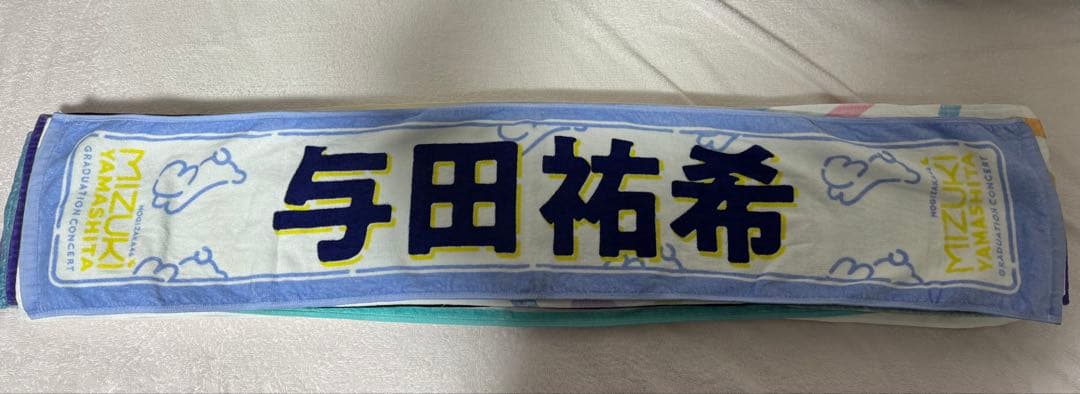 MIZUKI
YAMASHITA
GRADUATION CONCERT
NOGIZAKA46
与田祐希
NOGIZAKA46
MIZUKI
YAMASHITA
GRADUATION CONCERT